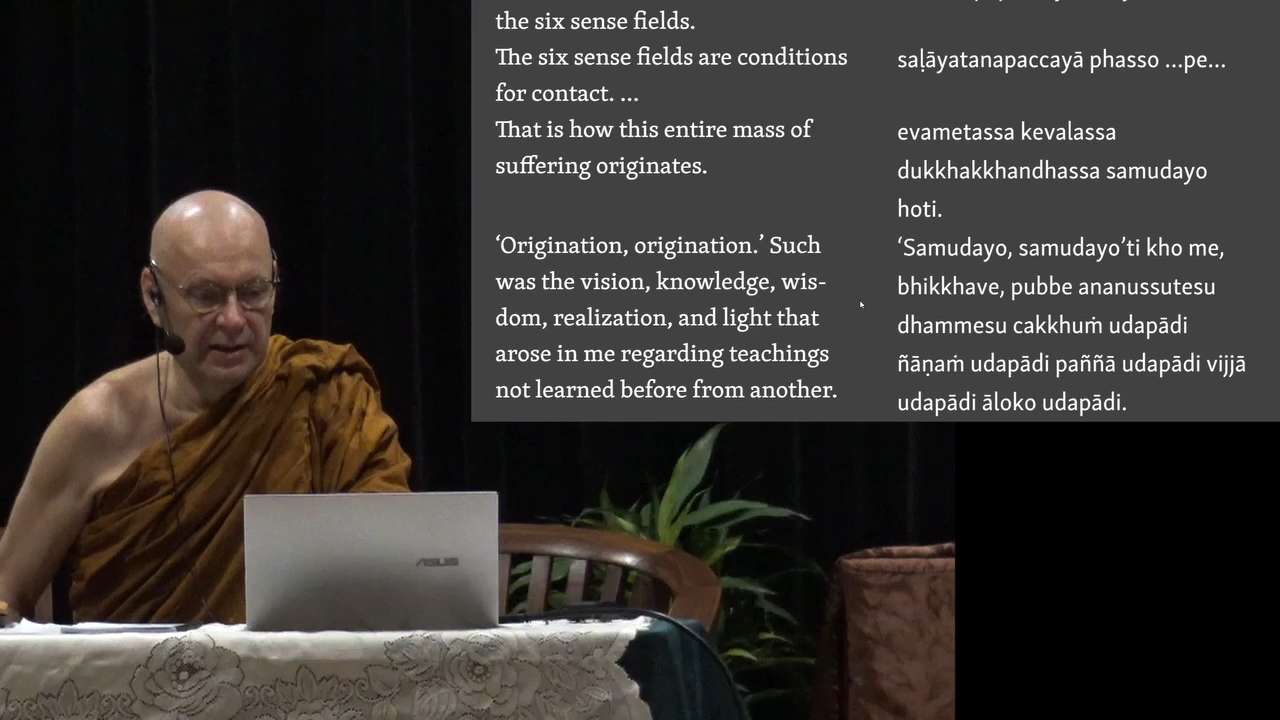 the six sense fields.
The six sense fields are conditions
for contact. ...
That is how this entire mass of
suffering originates.
‘Origination, origination.’ Such
was the vision, knowledge, wis-
dom, realization, and light that
arose in me regarding teachings
not learned before from another.
saḷāyatanapaccayā phasso ...pe...
evametassa kevalassa
dukkhakkhandhassa samudayo
hoti.
‘Samudayo, samudayo’ti kho me,
bhikkhave, pubbe ananussutesu
dhammesu cakkhuṁ udapādi
ñāṇaṁ udapādi paññā udapādi vijjā
udapādi āloko udapādi.
ASUS